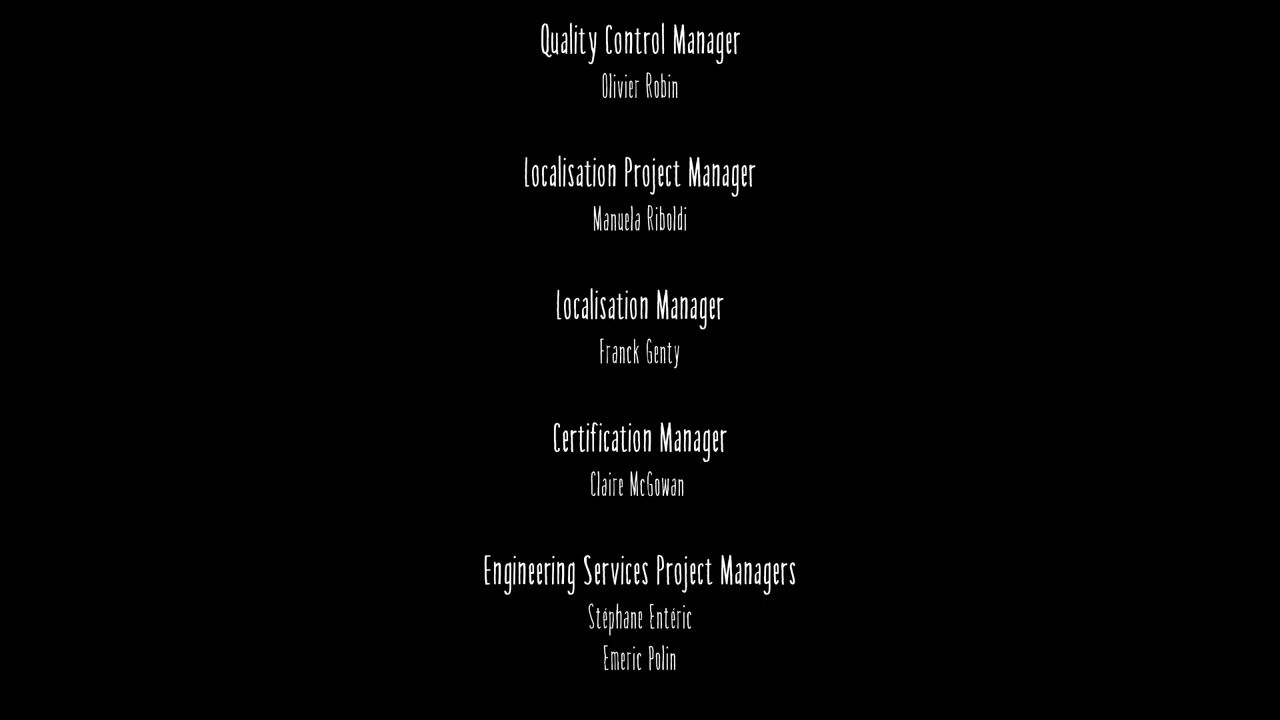 Quality Control Manager
Olivier Robin
Localisation Project Manager
Manuela Riboldi
Localisation Manager
Franck Genty
Certification Manager
Claire McGowan
Engineering Services Project Managers
Stéphane Entéric
Emeric Polin